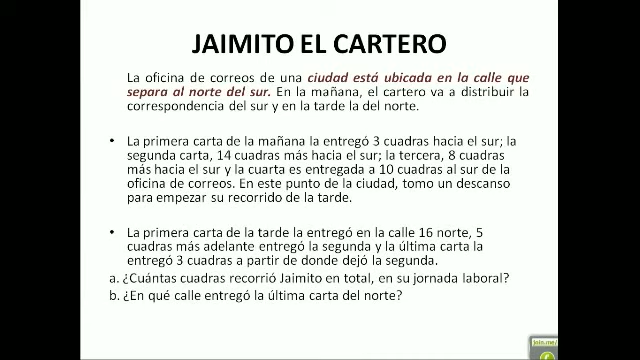 JAIMITO EL CARTERO
La oficina de correos de una ciudad está ubicada en la calle que
separa al norte del sur. En la mañana, el cartero va a distribuir la
correspondencia del sur y en la tarde la del norte.
• La primera carta de la mañana la entregó 3 cuadras hacia el sur; la
segunda carta, 14 cuadras más hacia el sur; la tercera, 8 cuadras
más hacia el sur y la cuarta es entregada a 10 cuadras al sur de la
oficina de correos. En este punto de la ciudad, tomo un descanso
para empezar su recorrido de la tarde.
• La primera carta de la tarde la entregó en la calle 16 norte, 5
cuadras más adelante entregó la segunda y la última carta la
entregó 3 cuadras a partir de donde dejó la segunda.
a. ¿Cuántas cuadras recorrió Jaimito en total, en su jornada laboral?
b. ¿En qué calle entregó la última carta del norte?
join.me/